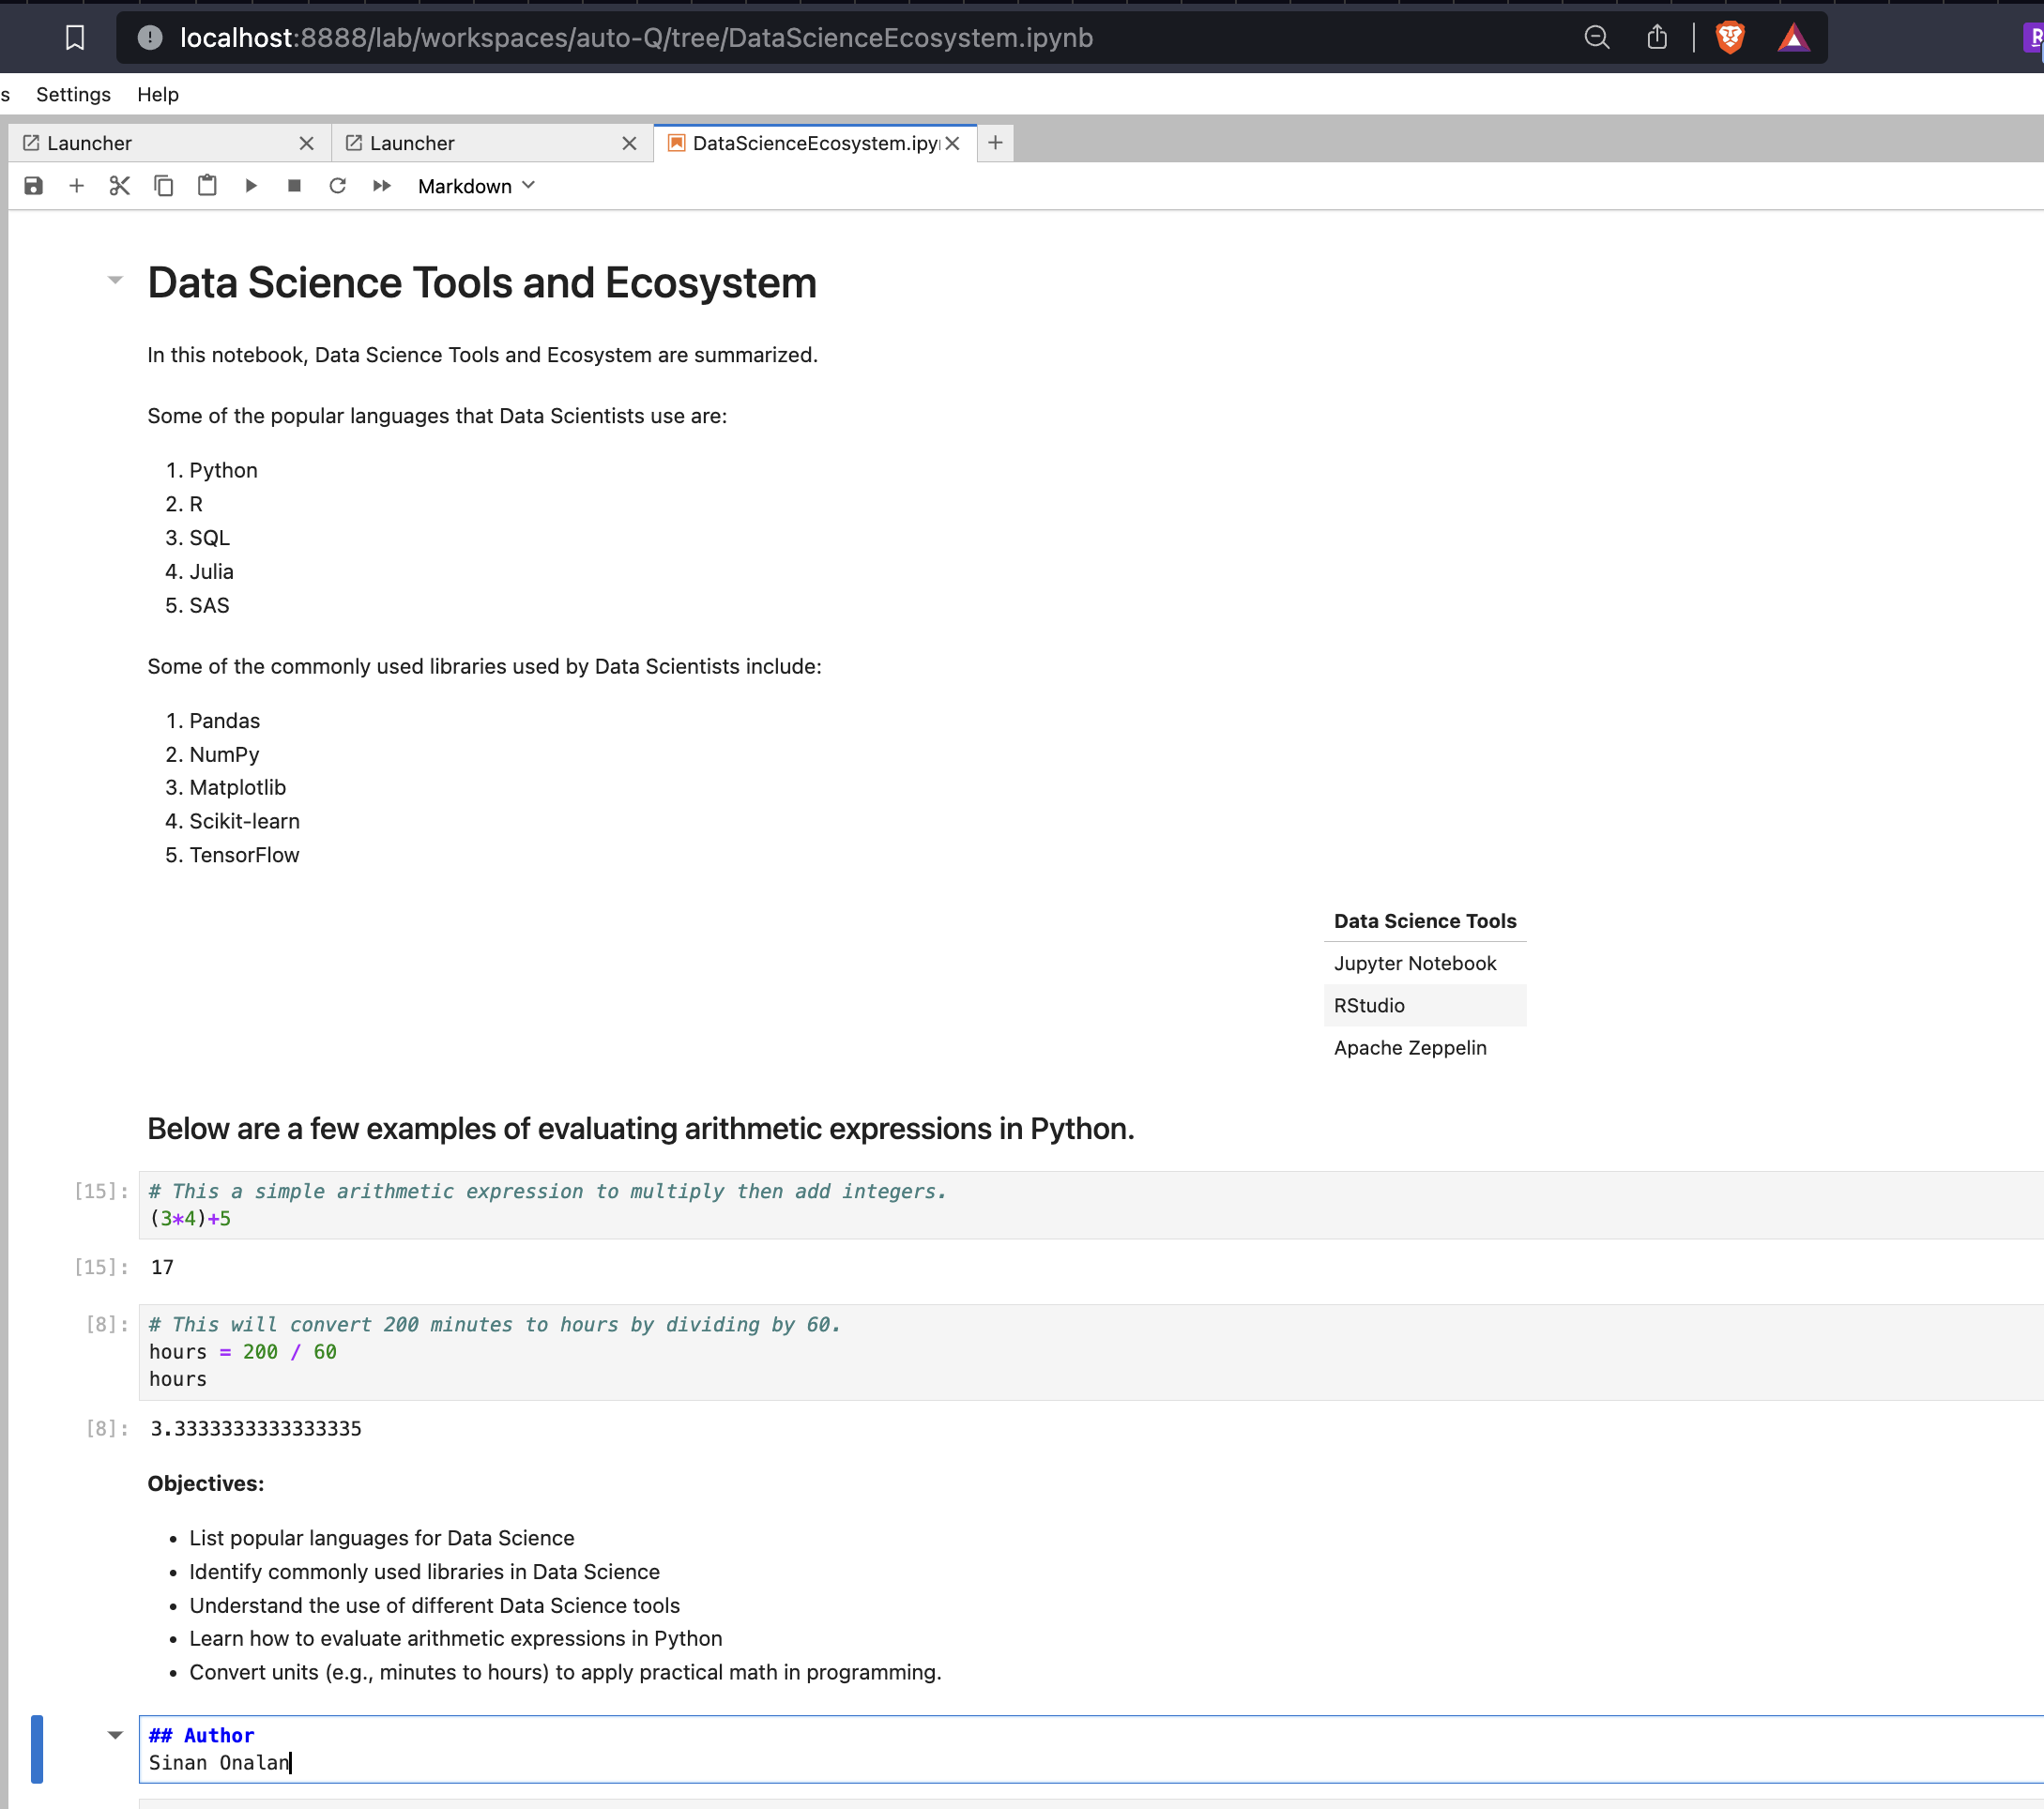 localhost:8888/lab/workspaces/auto-Q/tree/DataScienceEcosystem.ipynb
s Settings Help
Launcher Launcher DataScienceEcosystem.ipy
Markdown
Data Science Tools and Ecosystem
In this notebook, Data Science Tools and Ecosystem are summarized.
Some of the popular languages that Data Scientists use are:
1. Python
2. R
3. SQL
4. Julia
5. SAS
Some of the commonly used libraries used by Data Scientists include:
1. Pandas
2. NumPy
3. Matplotlib
4. Scikit-learn
5. TensorFlow
Data Science Tools
Jupyter Notebook
RStudio
Apache Zeppelin
Below are a few examples of evaluating arithmetic expressions in Python.
[15]: # This a simple arithmetic expression to multiply then add integers.
(3*4)+5
[15]: 17
[8]: # This will convert 200 minutes to hours by dividing by 60.
hours = 200 / 60
hours
[8]: 3.3333333333333335
Objectives:
• List popular languages for Data Science
• Identify commonly used libraries in Data Science
• Understand the use of different Data Science tools
• Learn how to evaluate arithmetic expressions in Python
• Convert units (e.g., minutes to hours) to apply practical math in programming.
## Author
Sinan Onalan